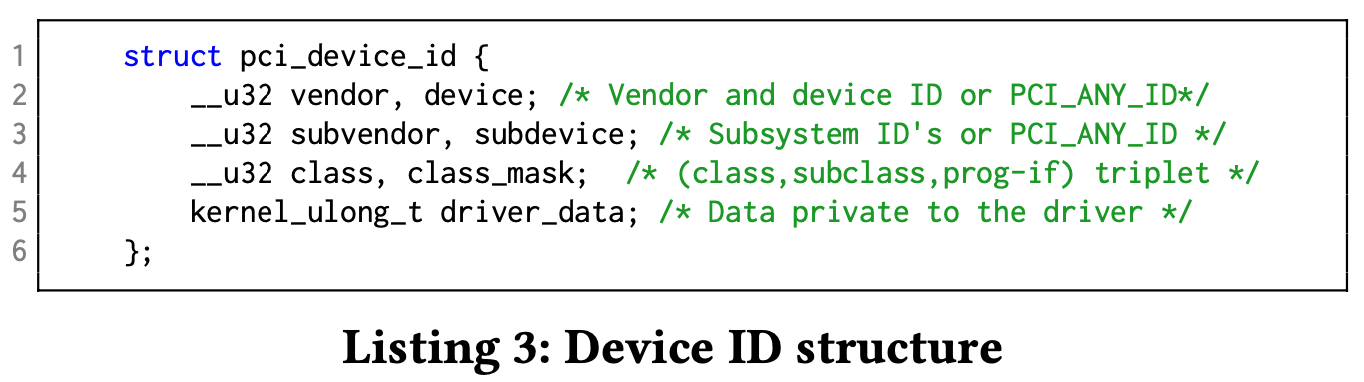 1 struct pci_device_id {
2 __u32 vendor, device; /* Vendor and device ID or PCI_ANY_ID*/
3 __u32 subvendor, subdevice; /* Subsystem ID's or PCI_ANY_ID */
4 __u32 class, class_mask;  /* (class,subclass,prog-if) triplet */
5 kernel_ulong_t driver_data; /* Data private to the driver */
6 };
Listing 3: Device ID structure